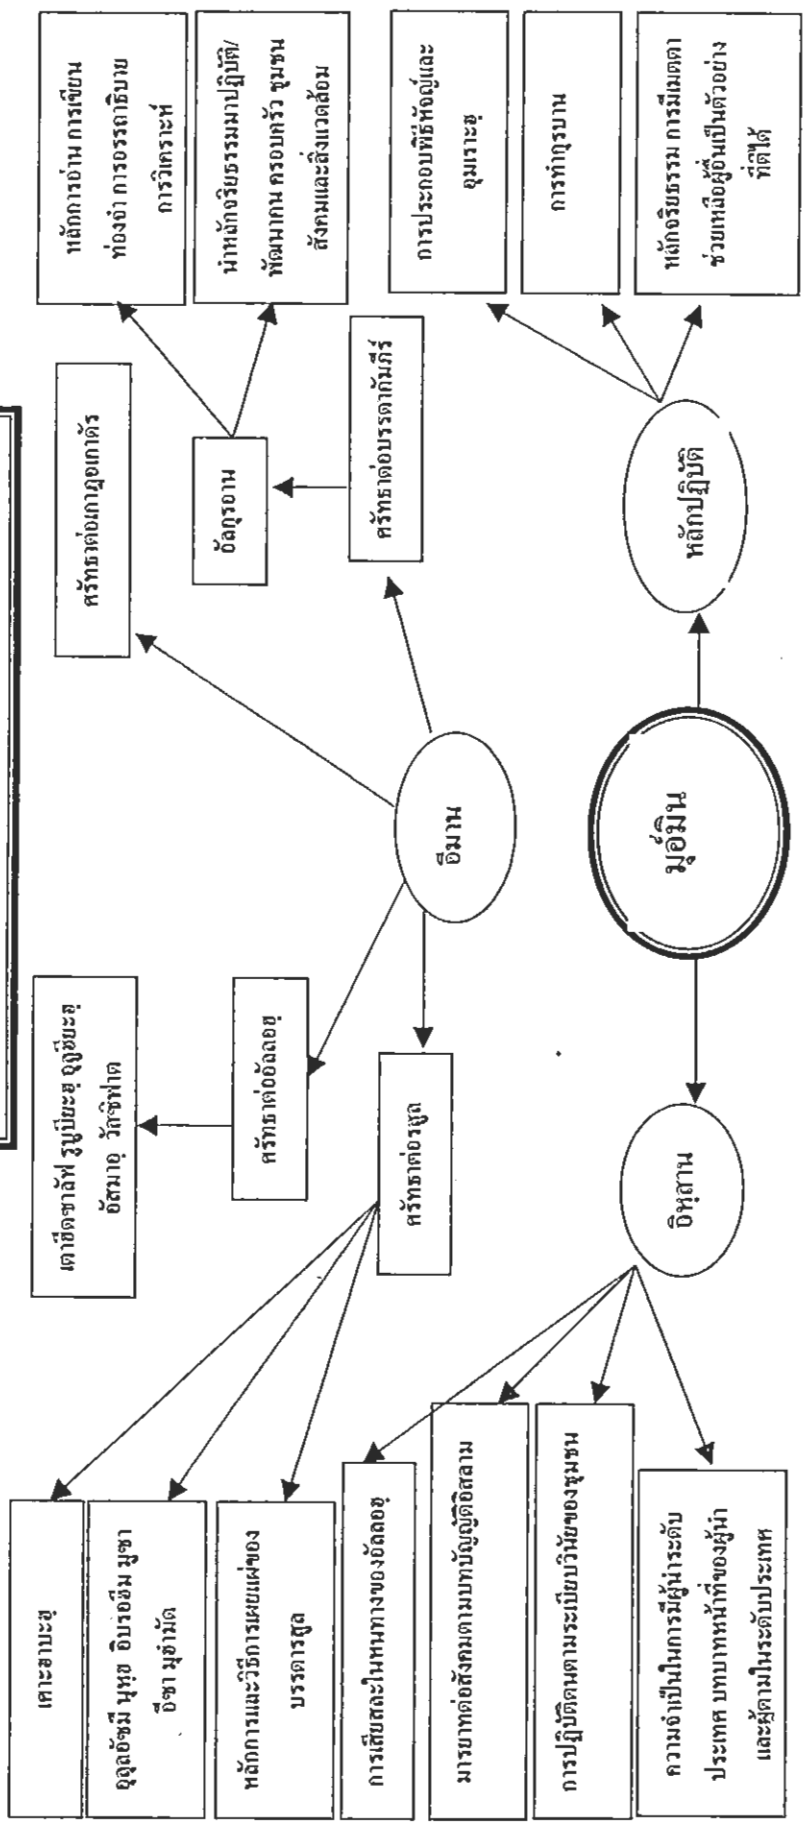 เคาะฮาบะฮฺ
อุลุลอัซมี นูหฺฮ อิบรอฮีม มูซา
อีซา มูฮำมัด
หลักการและวิธีการเผยแผ่ของ
บรรดารสูล
การเสียสละในหนทางของอัลลอฮฺ
มารยาทต่อสังคมตามบทบัญญัติอิสลาม
การปฏิบัติตนตามระเบียบวินัยของชุมชน
ความจำเป็นในการมีผู้นำระดับ
ประเทศ บทบาทหน้าที่ของผู้นำ
และผู้ตามในระดับประเทศ
เตาฮีดซาลัฟ รูบูบียะฮฺ อุลูฮียะฮฺ
อัสมาอฺ วัสซิฟาต
ศรัทธาต่ออัลลอฮฺ
ศรัทธาต่อรสูล
อิหฺสาน
อีมาน
มุอ์มิน
ศรัทธาต่อเกาฎอเกาดัร
อัลกุรอาน
ศรัทธาต่อบรรดาคัมภีร์
หลักปฏิบัติ
หลักการอ่าน การเขียน
ท่องจำ การอรรถาธิบาย
การวิเคราะห์
นำหลักจริยธรรมมาปฏิบัติ/
พัฒนาตน ครอบครัว ชุมชน
สังคมและสิ่งแวดล้อม
การประกอบพิธีหัจญ์และ
อุมเราะฮฺ
การทำกุรบาน
หลักจริยธรรม การมีเมตตา
ช่วยเหลือผู้อื่นเป็นตัวอย่าง
ที่ดีได้